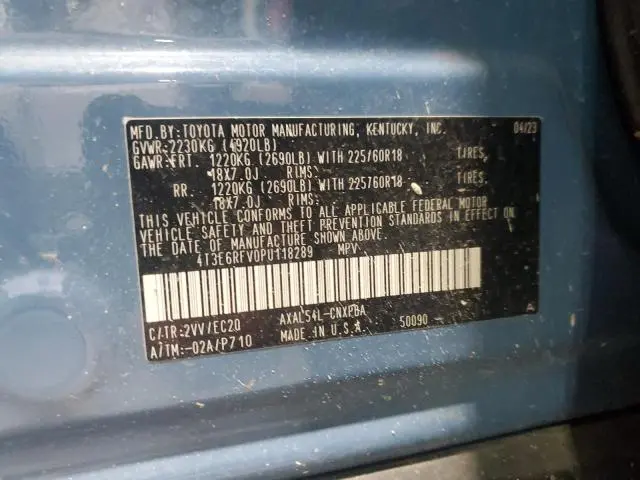 MFD.BY:TOYOTA MOTOR MANUFACTURING, KENTUCKY, INC. 04/23
GVWR:2230KG (4920LB)
GAWR:FRT 1220KG (2690LB) WITH 225/60R18 TIRES,
18X7.0J RIMS:
RR 1220KG (2690LB) WITH 225/60R18 TIRES,
18X7.0J RIMS:
THIS VEHICLE CONFORMS TO ALL APPLICABLE FEDERAL MOTOR
VEHICLE SAFETY AND THEFT PREVENTION STANDARDS IN EFFECT ON
THE DATE OF MANUFACTURE SHOWN ABOVE.
4T3E6RFV0PU118289 MPV
C/TR:2VV/EC20 AXAL54L-CNXPBA
A/TM:-02A/P710 MADE IN U.S.A. 50090